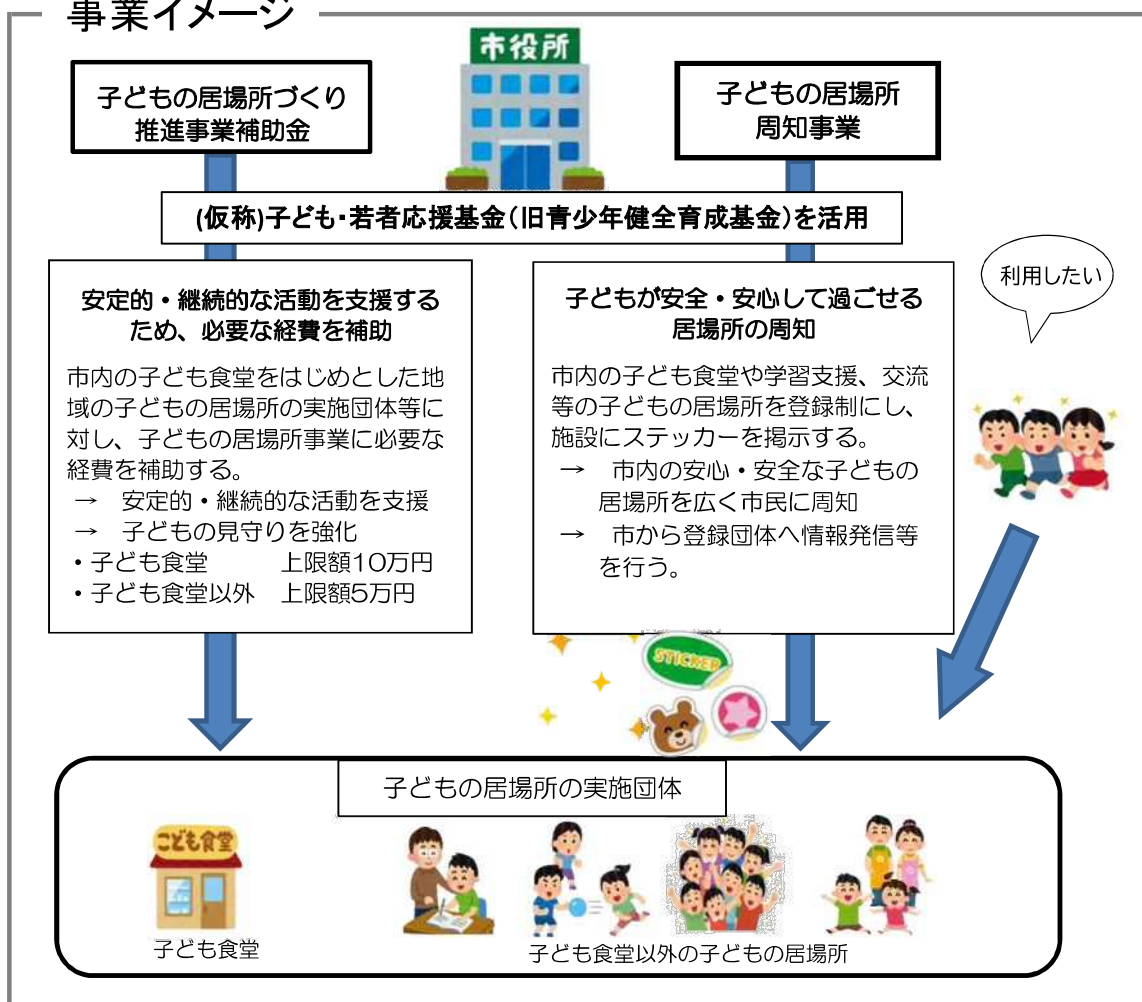 事業イメージ
市役所
子どもの居場所づくり
推進事業補助金
子どもの居場所
周知事業
(仮称)子ども・若者応援基金(旧青少年健全育成基金)を活用
安定的・継続的な活動を支援する
ため、必要な経費を補助
市内の子ども食堂をはじめとした地
域の子どもの居場所の実施団体等に
対し、子どもの居場所事業に必要な
経費を補助する。
→ 安定的・継続的な活動を支援
→ 子どもの見守りを強化
・子ども食堂 上限額10万円
・子ども食堂以外 上限額5万円
子どもが安全・安心して過ごせる
居場所の周知
市内の子ども食堂や学習支援、交流
等の子どもの居場所を登録制にし、
施設にステッカーを掲示する。
→ 市内の安心・安全な子どもの
居場所を広く市民に周知
→ 市から登録団体へ情報発信等
を行う。
利用したい
STICKER
子どもの居場所の実施団体
こども食堂
子ども食堂
子ども食堂以外の子どもの居場所